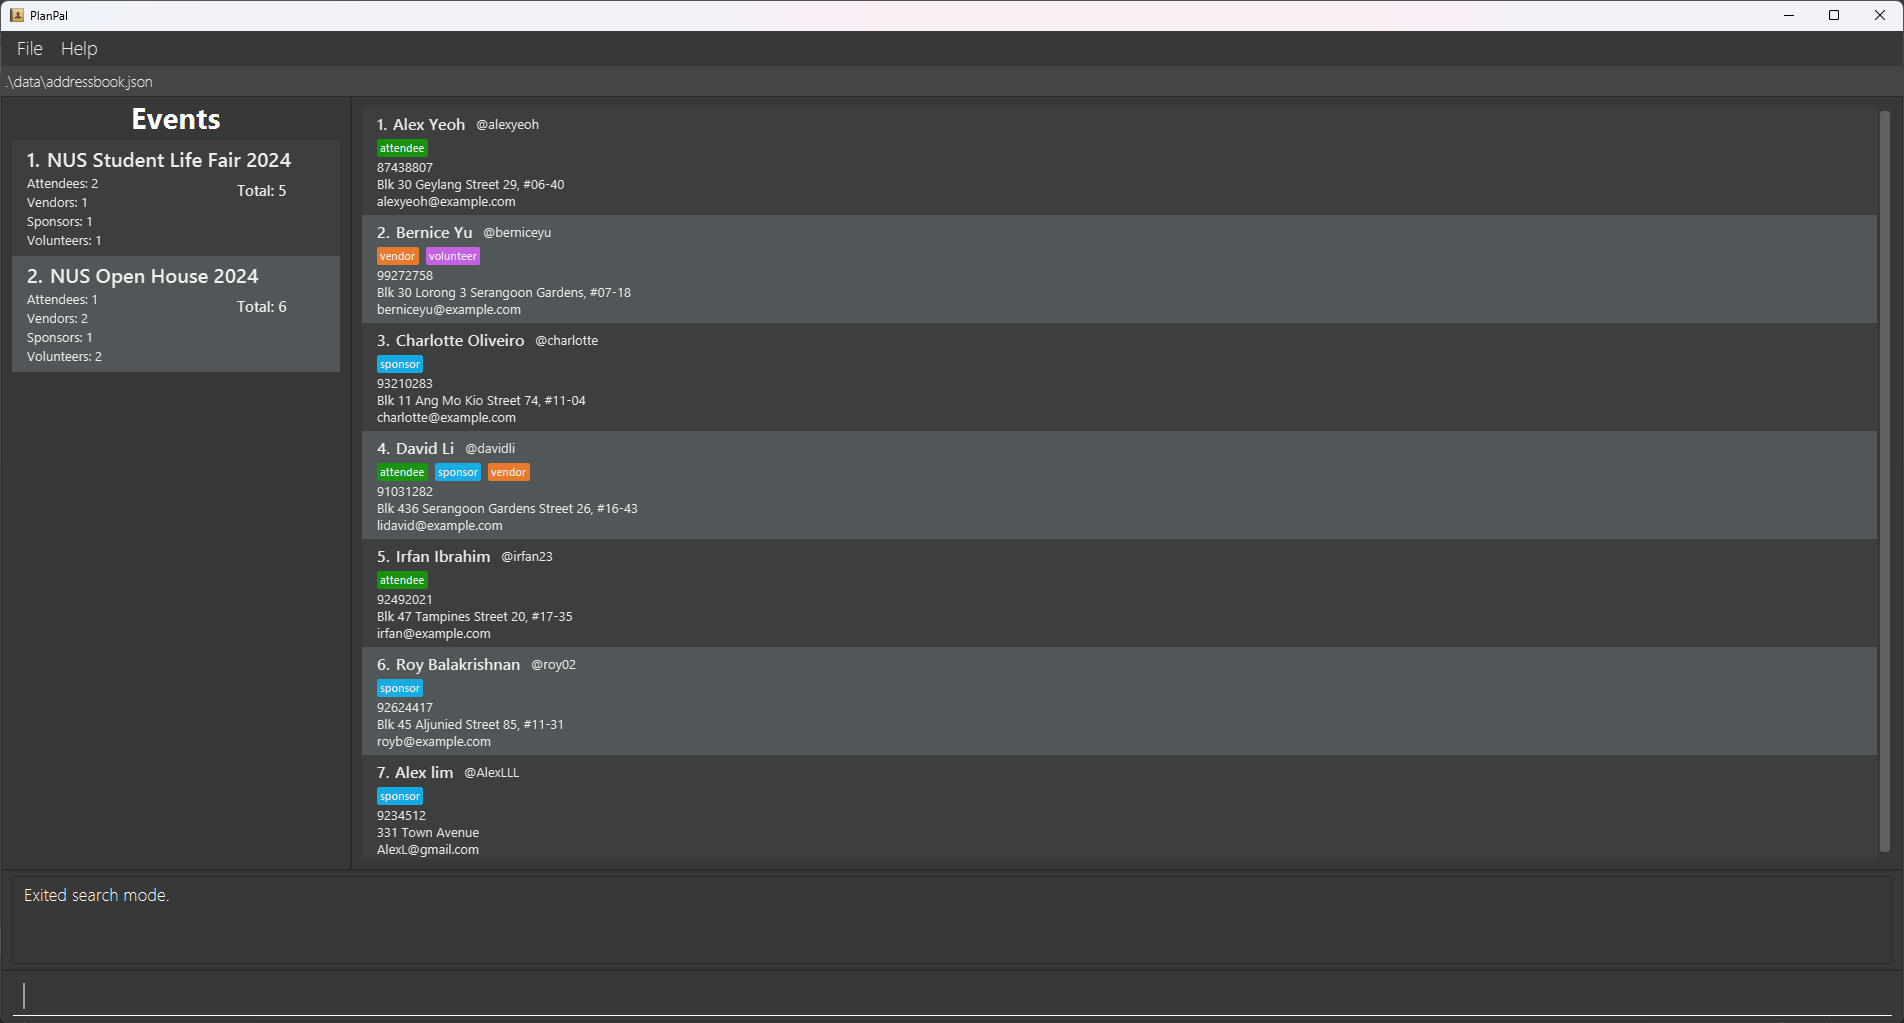 PlanPal
File Help
.\data\addressbook.json
Events
1. NUS Student Life Fair 2024
Attendees: 2
Total: 5
Vendors: 1
Sponsors: 1
Volunteers: 1
2. NUS Open House 2024
Attendees: 1
Total: 6
Vendors: 2
Sponsors: 1
Volunteers: 2
1. Alex Yeoh @alexyeoh
attendee
87438807
Blk 30 Geylang Street 29, #06-40
alexyeoh@example.com
2. Bernice Yu @berniceyu
vendor volunteer
99272758
Blk 30 Lorong 3 Serangoon Gardens, #07-18
berniceyu@example.com
3. Charlotte Oliveiro @charlotte
sponsor
93210283
Blk 11 Ang Mo Kio Street 74, #11-04
charlotte@example.com
4. David Li @davidli
attendee sponsor vendor
91031282
Blk 436 Serangoon Gardens Street 26, #16-43
lidavid@example.com
5. Irfan Ibrahim @irfan23
attendee
92492021
Blk 47 Tampines Street 20, #17-35
irfan@example.com
6. Roy Balakrishnan @roy02
sponsor
92624417
Blk 45 Aljunied Street 85, #11-31
royb@example.com
7. Alex lim @AlexLLL
sponsor
9234512
331 Town Avenue
AlexL@gmail.com
Exited search mode.